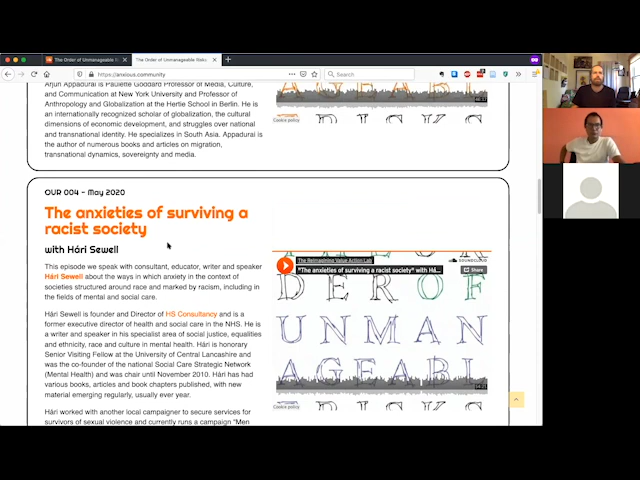 The Order of Unmanageable Ri
The Order of Unmanageable Risks
https://anxious.community
Search
Arjun Appadurai is Paulette Goddard Professor of Media, Culture,
and Communication at New York University and Professor of
Anthropology and Globalization at the Hertie School in Berlin. He is
an internationally recognized scholar of globalization, the cultural
dimensions of economic development, and struggles over national
and transnational identity. He specializes in South Asia. Appadurai is
the author of numerous books and articles on migration,
transnational dynamics, sovereignty and media.
Cookie policy
OUR 004 - May 2020
The anxieties of surviving a
racist society
with Hári Sewell
This episode we speak with consultant, educator, writer and speaker
Hári Sewell about the ways in which anxiety in the context of
societies structured around race and marked by racism, including in
the fields of mental and social care.
Hári Sewell is founder and Director of HS Consultancy and is a
former executive director of health and social care in the NHS. He is
a writer and speaker in his specialist area of social justice, equalities
and ethnicity, race and culture in mental health. Hári is honorary
Senior Visiting Fellow at the University of Central Lancashire and
was the co-founder of the national Social Care Strategic Network
(Mental Health) and was chair until November 2010. Hári has had
various books, articles and book chapters published, with new
material emerging regularly, usually ever year.
Hári worked with another local campaigner to secure services for
survivors of sexual violence and currently runs a campaign "Men
The Reimagining Value Action Lab
"The anxieties of surviving a racist society" with Há...
SOUNDCLOUD
Share
DER OF
UNMAN
AGEABL
Cookie policy